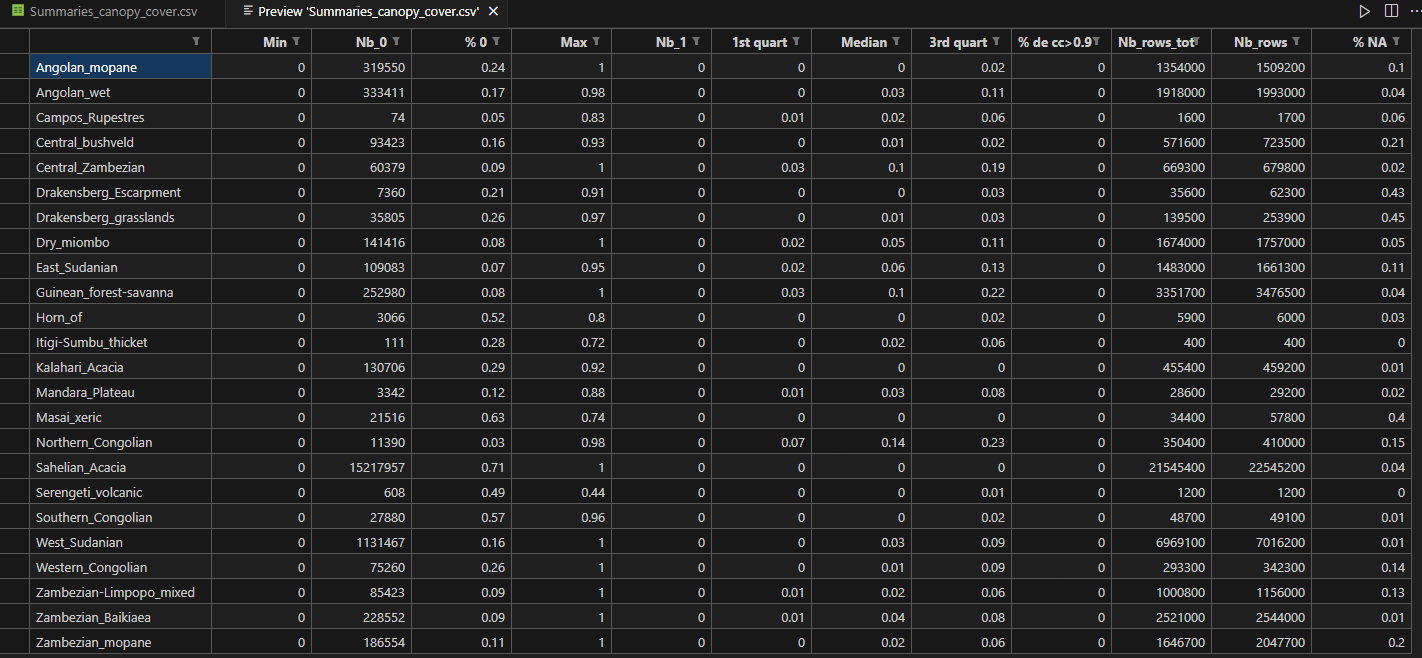 Summaries_canopy_cover.csv Preview 'Summaries_canopy_cover.csv'
Min Nb_0 % 0 Max Nb_1 1st quart Median 3rd quart % de cc>0.9 Nb_rows_tot Nb_rows % NA
Angolan_mopane 0 319550 0.24 1 0 0 0 0.02 0 1354000 1509200 0.1
Angolan_wet 0 333411 0.17 0.98 0 0 0.03 0.11 0 1918000 1993000 0.04
Campos_Rupestres 0 74 0.05 0.83 0 0.01 0.02 0.06 0 1600 1700 0.06
Central_bushveld 0 93423 0.16 0.93 0 0 0.01 0.02 0 571600 723500 0.21
Central_Zambezian 0 60379 0.09 1 0 0.03 0.1 0.19 0 669300 679800 0.02
Drakensberg_Escarpment 0 7360 0.21 0.91 0 0 0 0.03 0 35600 62300 0.43
Drakensberg_grasslands 0 35805 0.26 0.97 0 0 0.01 0.03 0 139500 253900 0.45
Dry_miombo 0 141416 0.08 1 0 0.02 0.05 0.11 0 1674000 1757000 0.05
East_Sudanian 0 109083 0.07 0.95 0 0.02 0.06 0.13 0 1483000 1661300 0.11
Guinean_forest-savanna 0 252980 0.08 1 0 0.03 0.1 0.22 0 3351700 3476500 0.04
Horn_of 0 3066 0.52 0.8 0 0 0 0.02 0 5900 6000 0.03
Itigi-Sumbu_thicket 0 111 0.28 0.72 0 0 0.02 0.06 0 400 400 0
Kalahari_Acacia 0 130706 0.29 0.92 0 0 0 0.02 0 455400 459200 0.01
Mandara_Plateau 0 3342 0.12 0.88 0 0.01 0.03 0.08 0 28600 29200 0.02
Masai_xeric 0 21516 0.63 0.74 0 0 0 0 0 34400 57800 0.4
Northern_Congolian 0 11390 0.03 0.98 0 0.07 0.14 0.23 0 350400 410000 0.15
Sahelian_Acacia 0 15217957 0.71 1 0 0 0 0 0 21545400 22545200 0.04
Serengeti_volcanic 0 608 0.49 0.44 0 0 0 0.01 0 1200 1200 0
Southern_Congolian 0 27880 0.57 0.96 0 0 0 0.02 0 48700 49100 0.01
West_Sudanian 0 1131467 0.16 1 0 0 0.03 0.09 0 6969100 7016200 0.01
Western_Congolian 0 75260 0.26 1 0 0 0.01 0.09 0 293300 342300 0.14
Zambezian-Limpopo_mixed 0 85423 0.09 1 0 0.01 0.02 0.06 0 1000800 1156000 0.13
Zambezian_Baikiaea 0 228552 0.09 1 0 0.01 0.04 0.08 0 2521000 2544000 0.01
Zambezian_mopane 0 186554 0.11 1 0 0 0.02 0.06 0 1646700 2047700 0.2